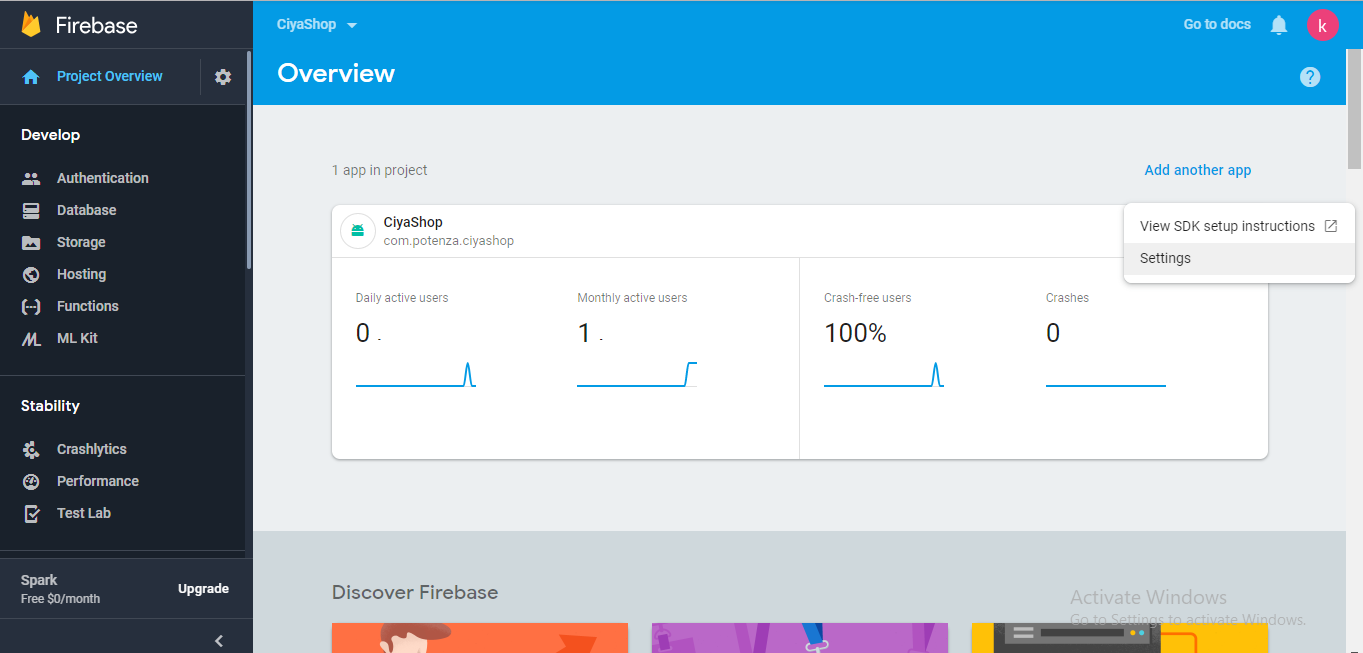 Firebase
Project Overview
Develop
Authentication
Database
Storage
Hosting
Functions
ML Kit
Stability
Crashlytics
Performance
Test Lab
Spark
Free $0/month
Upgrade
CiyaShop
Go to docs
k
Overview
?
1 app in project
Add another app
CiyaShop
com.potenza.ciyashop
View SDK setup instructions
Settings
Daily active users
0 .
Monthly active users
1 .
Crash-free users
100%
Crashes
0
Discover Firebase
Activate Windows
Go to Settings to activate Windows.